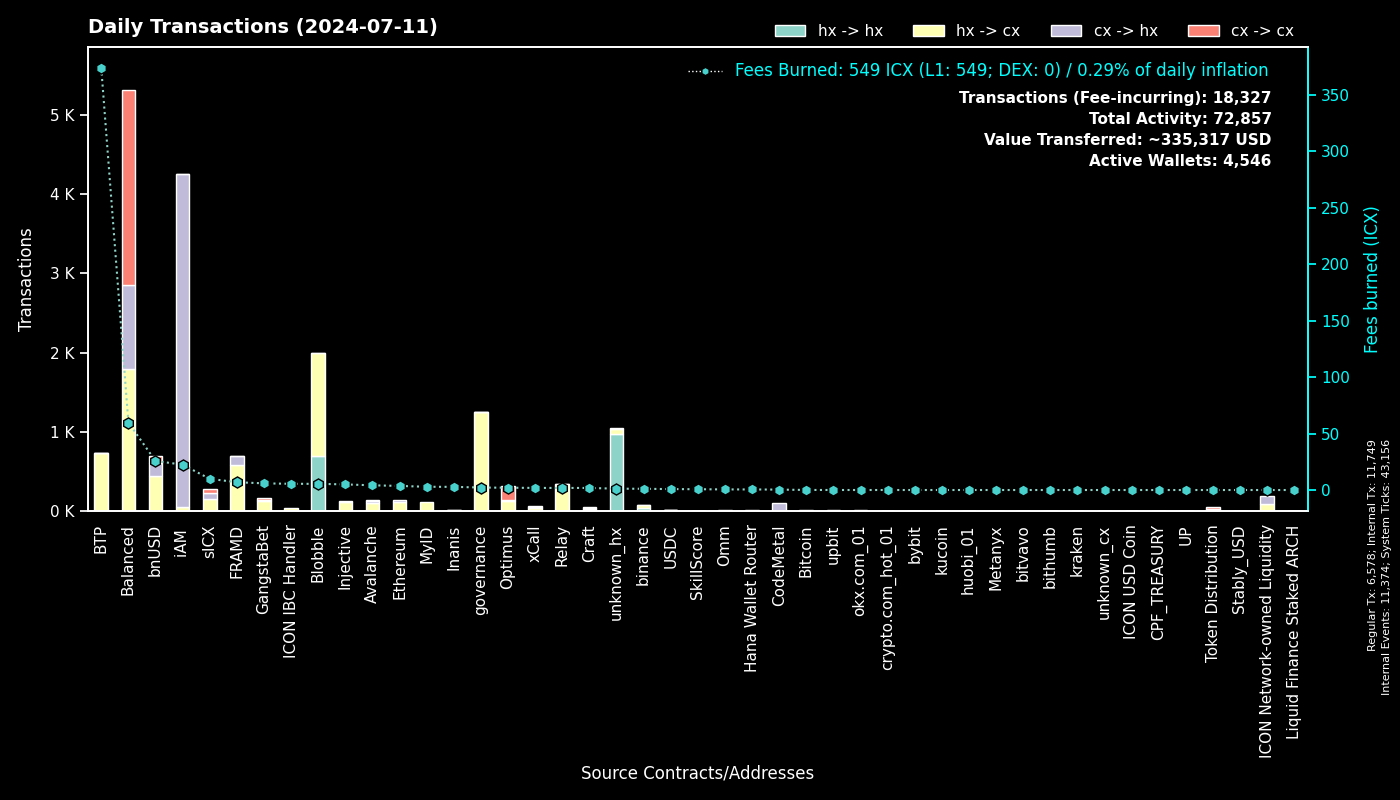 Daily Transactions (2024-07-11)
hx -> hx
hx -> cx
cx -> hx
cx -> cx
Fees Burned: 549 ICX (L1: 549; DEX: 0) / 0.29% of daily inflation
Transactions (Fee-incurring): 18,327
Total Activity: 72,857
Value Transferred: ~335,317 USD
Active Wallets: 4,546
Transactions
5 K
4 K
3 K
2 K
1 K
0 K
350
300
250
200
150
100
50
0
Fees burned (ICX)
Regular Tx: 6,578; Internal Tx: 11,749
Internal Events: 11,374; System Ticks: 43,156
BTP
Balanced
bnUSD
iAM
sICX
FRAMD
GangstaBet
ICON IBC Handler
Blobble
Injective
Avalanche
Ethereum
MyID
Inanis
governance
Optimus
xCall
Relay
Craft
unknown_hx
binance
USDC
SkillScore
Omm
Hana Wallet Router
CodeMetal
Bitcoin
upbit
okx.com_01
crypto.com_hot_01
bybit
kucoin
huobi_01
Metanyx
bitvavo
bithumb
kraken
unknown_cx
ICON USD Coin
CPF_TREASURY
UP
Token Distribution
Stably_USD
ICON Network-owned Liquidity
Liquid Finance Staked ARCH
Source Contracts/Addresses